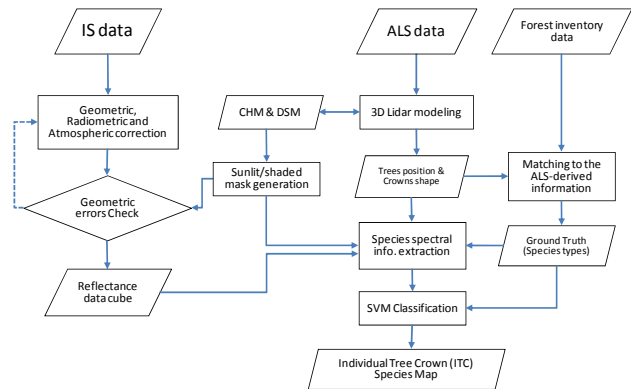 IS data
ALS data
Forest inventory
data
Geometric,
Radiometric and
Atmospheric correction
CHM & DSM
3D Lidar modeling
Sunlit/shaded
mask generation
Trees position &
Crowns shape
Matching to the
ALS-derived
information
Geometric
errors Check
Species spectral
info. extraction
Ground Truth
(Species types)
Reflectance
data cube
SVM Classification
Individual Tree Crown (ITC)
Species Map